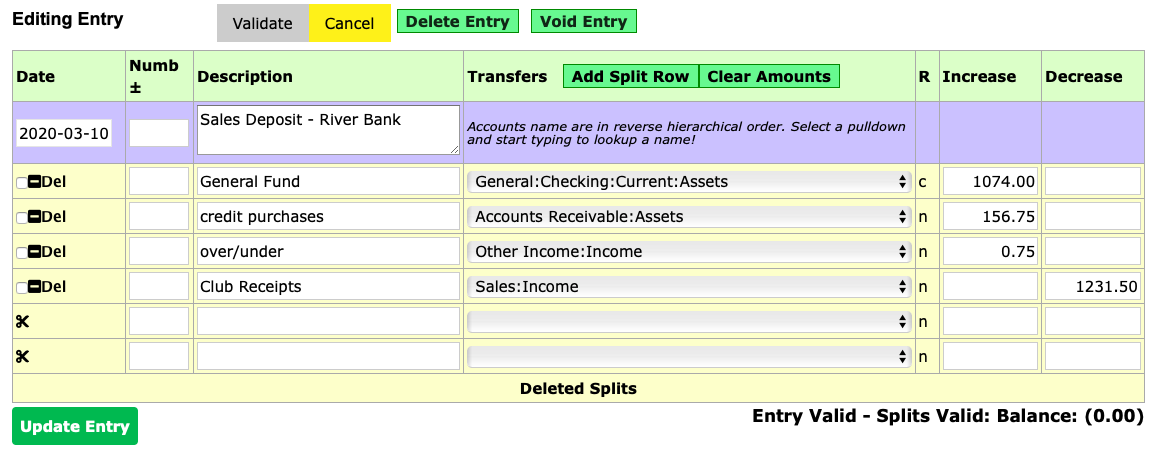 Editing Entry Validate Cancel Delete Entry Void Entry
Date Numb ± Description Transfers Add Split Row Clear Amounts R Increase Decrease
2020-03-10 Sales Deposit - River Bank Accounts name are in reverse hierarchical order. Select a pulldown
and start typing to lookup a name!
Del General Fund General:Checking:Current:Assets c 1074.00
Del credit purchases Accounts Receivable:Assets n 156.75
Del over/under Other Income:Income n 0.75
Del Club Receipts Sales:Income n 1231.50
n
n
Deleted Splits
Update Entry Entry Valid - Splits Valid: Balance: (0.00)